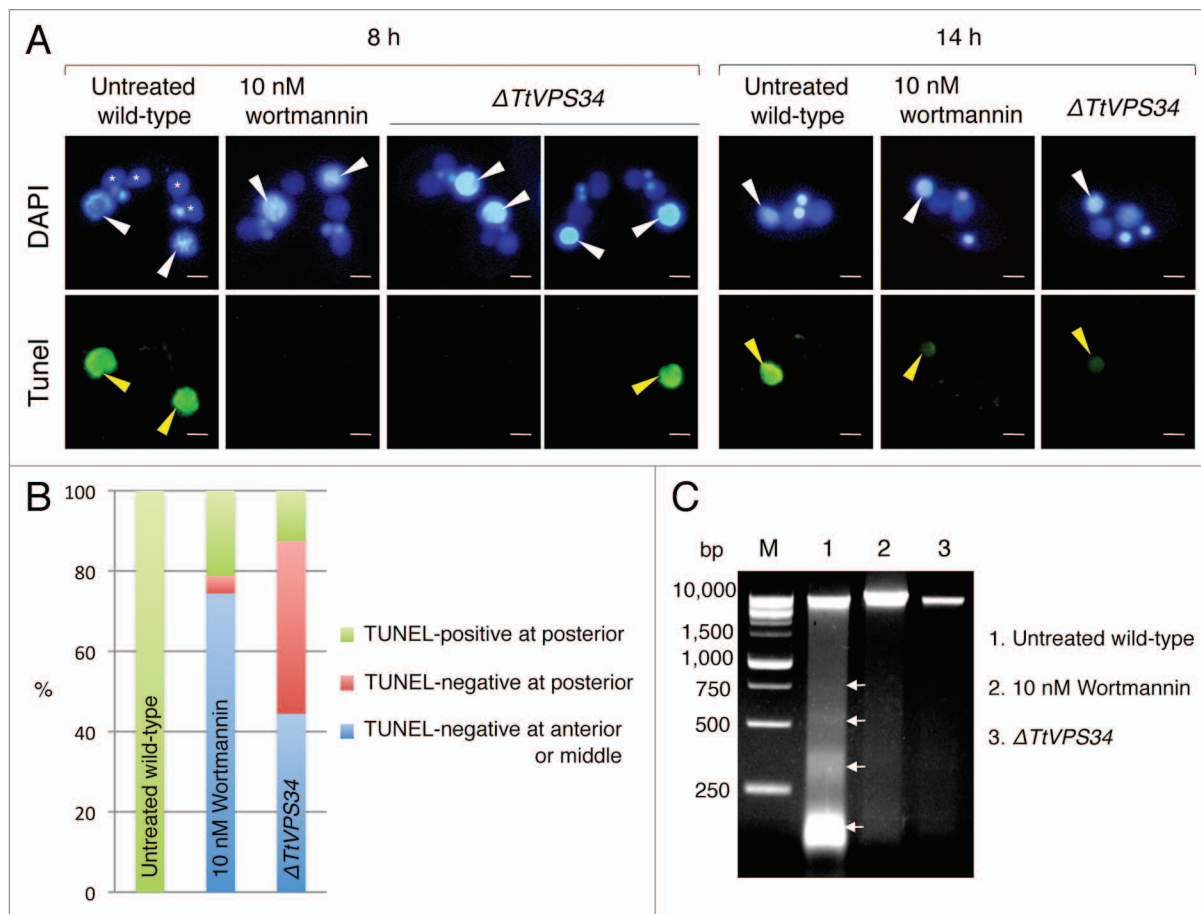 A
8 h
14 h
Untreated
wild-type
10 nM
wortmannin
ΔTtVPS34
Untreated
wild-type
10 nM
wortmannin
ΔTtVPS34
DAPI
* * * *
Tunel
B
100
80
60
%
40
20
0
Untreated wild-type
10 nM Wortmannin
ΔTtVPS34
TUNEL-positive at posterior
TUNEL-negative at posterior
TUNEL-negative at anterior
or middle
C
bp M 1 2 3
10,000
1,500
1,000
750
500
250
1. Untreated wild-type
2. 10 nM Wortmannin
3. ΔTtVPS34